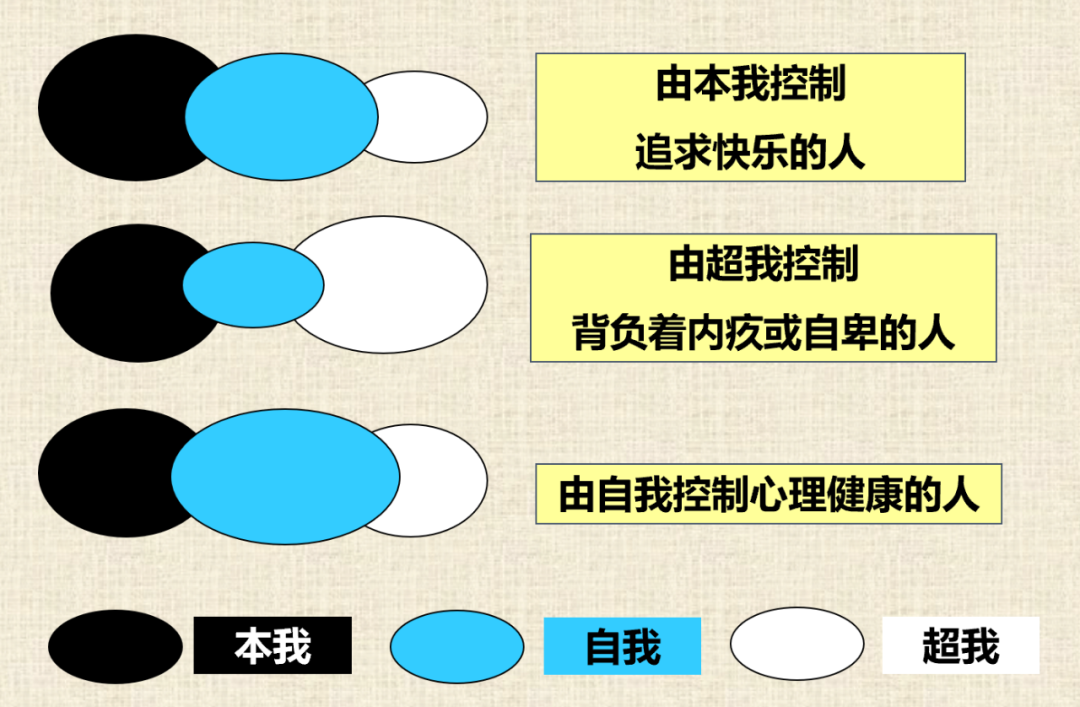 由本我控制
追求快乐的人
由超我控制
背负着内疚或自卑的人
由自我控制心理健康的人
本我
自我
超我